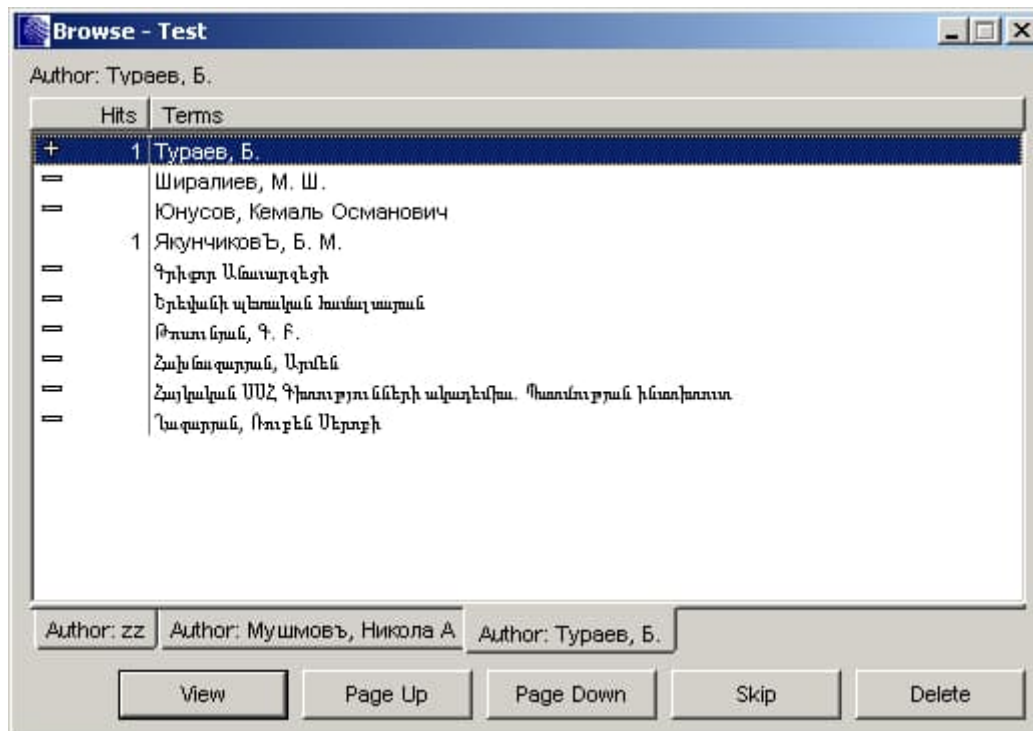 Browse - Test
Author: Тураев, Б.
Hits Terms
+ 1 Тураев, Б.
Ширалиев, М. Ш.
Юнусов, Кемаль Османович
1 ЯкунчиковЪ, Б. М.
Գրիգոր Անավարզեցի
Երեվանի պետական համալսարան
Թոսունյան, Գ. Բ.
Հախնազարյան, Արմեն
Հայկական ՍՍՀ Գիտությունների ակադեմիա. Պատմության ինստիտուտ
Ղազարյան, Ռուբեն Սերոբի
Author: zz Author: Мушмовъ, Никола А Author: Тураев, Б.
View Page Up Page Down Skip Delete